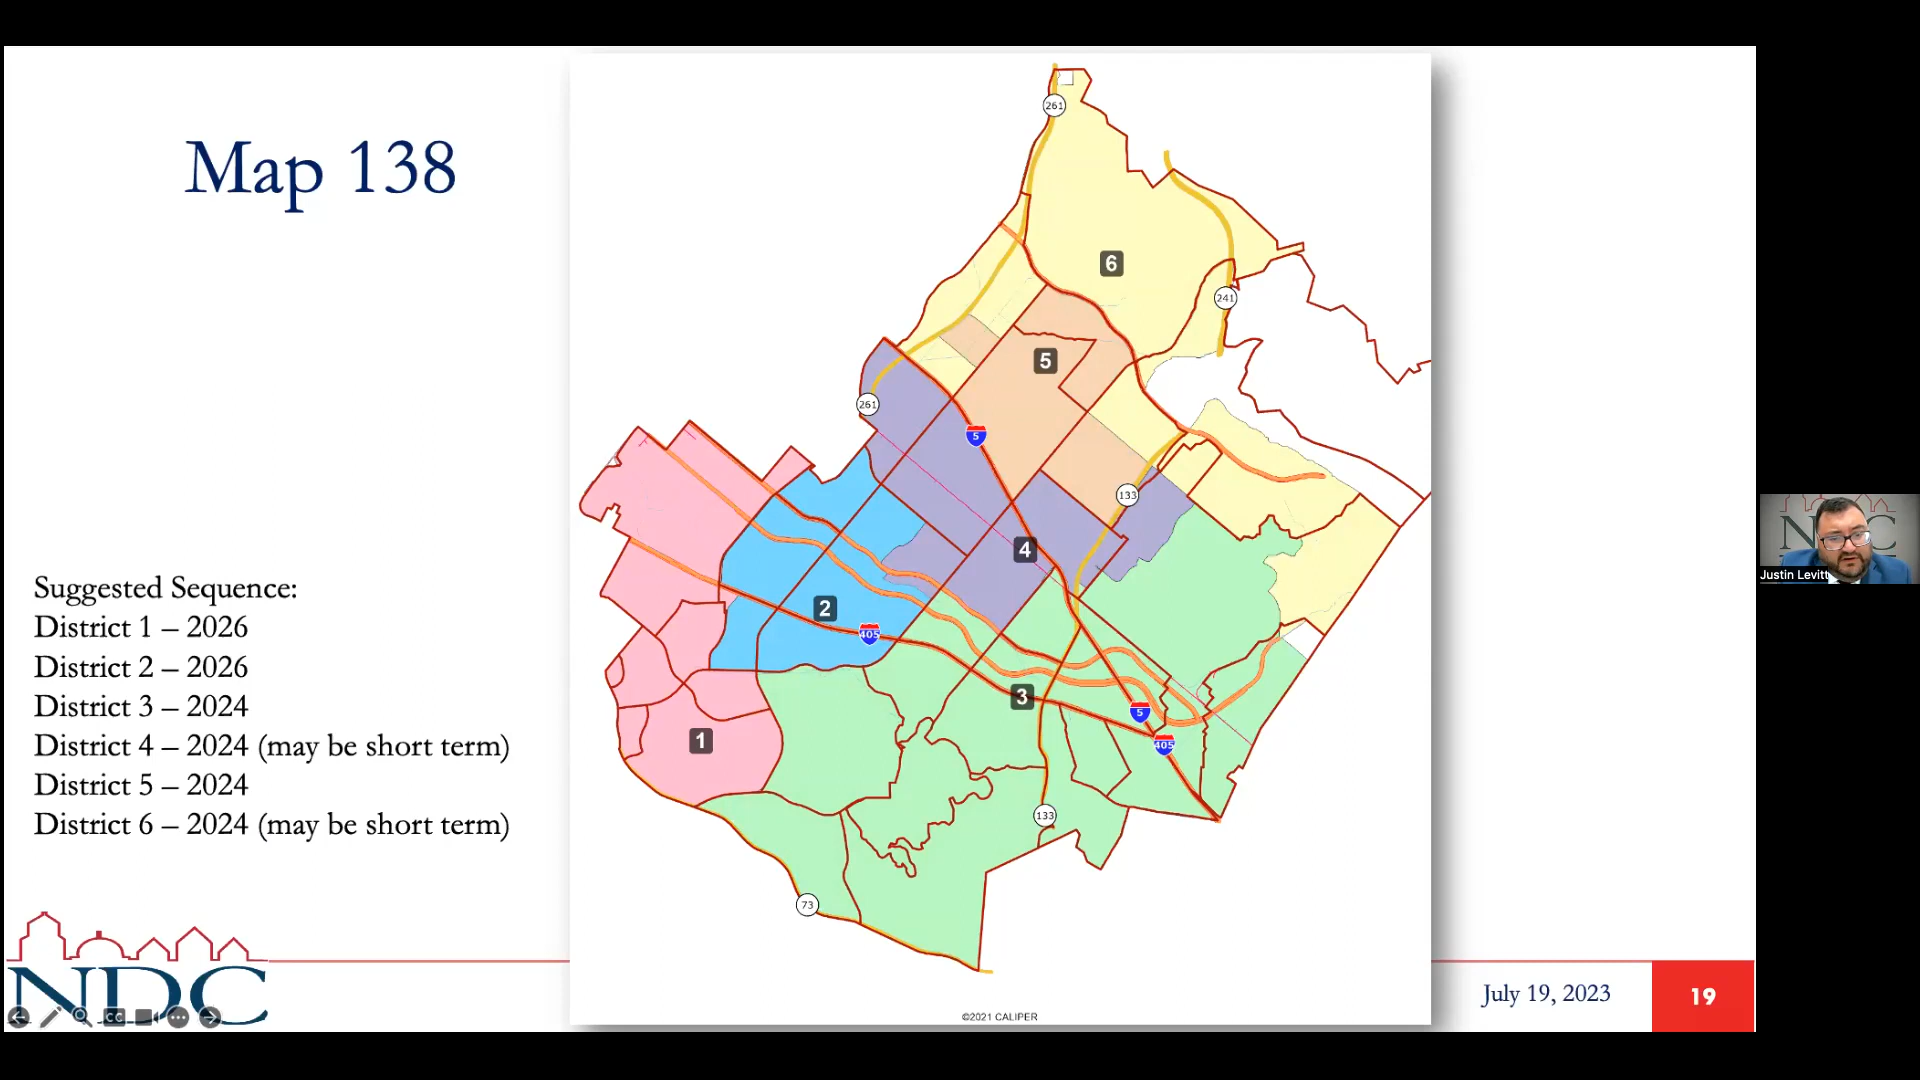 Map 138
Suggested Sequence:
District 1 – 2026
District 2 – 2026
District 3 – 2024
District 4 – 2024 (may be short term)
District 5 – 2024
District 6 – 2024 (may be short term)
261
6
241
5
261
5
133
4
2
405
3
5
405
1
133
73
©2021 CALIPER
NDC
CC
July 19, 2023
19
Justin Levitt